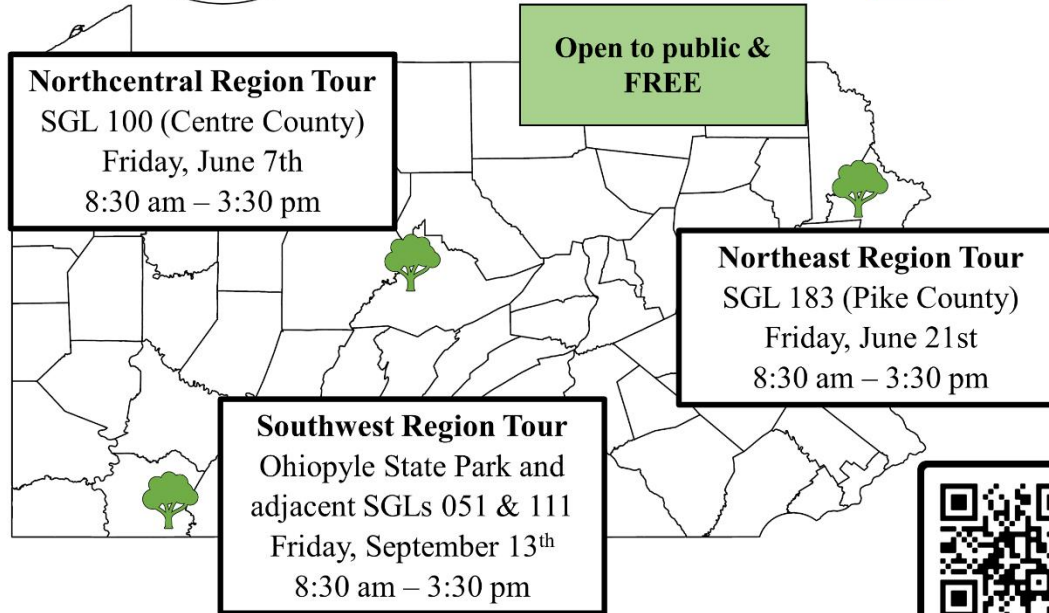 Open to public &
FREE
Northcentral Region Tour
SGL 100 (Centre County)
Friday, June 7th
8:30 am – 3:30 pm
Northeast Region Tour
SGL 183 (Pike County)
Friday, June 21st
8:30 am – 3:30 pm
Southwest Region Tour
Ohiopyle State Park and
adjacent SGLs 051 & 111
Friday, September 13th
8:30 am – 3:30 pm